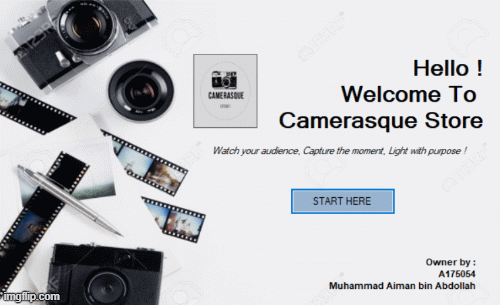 Hello !
Welcome To
Camerasque Store
CAMERASQUE
Watch your audience, Capture the moment, Light with purpose !
START HERE
Owner by :
A175054
Muhammad Aiman bin Abdollah
imgflip.com